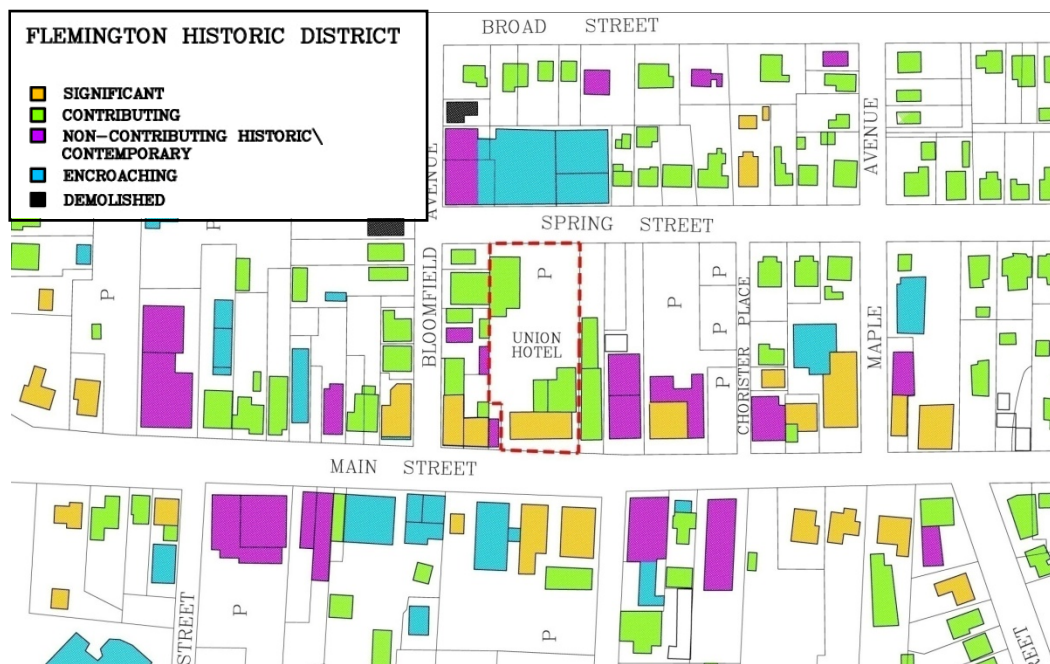 FLEMINGTON HISTORIC DISTRICT
SIGNIFICANT
CONTRIBUTING
NON-CONTRIBUTING HISTORIC\
CONTEMPORARY
ENCROACHING
DEMOLISHED
BROAD STREET
AVENUE
AVENUE
SPRING STREET
P
P
P
P
P
P
P
BLOOMFIELD
UNION
HOTEL
CHORISTER PLACE
MAPLE
MAIN STREET
STREET
P
P